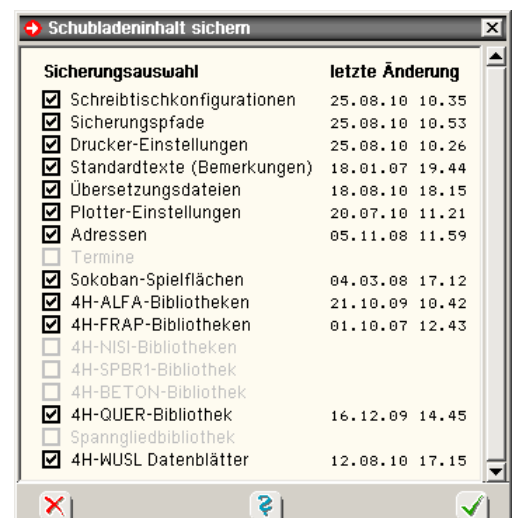 Schubladeninhalt sichern
Sicherungsauswahl letzte Änderung
Schreibtischkonfigurationen 25.08.10 10.35
Sicherungspfade 25.08.10 10.53
Drucker-Einstellungen 25.08.10 10.26
Standardtexte (Bemerkungen) 18.01.07 19.44
Übersetzungsdateien 18.08.10 18.15
Plotter-Einstellungen 20.07.10 11.21
Adressen 05.11.08 11.59
Termine
Sokoban-Spielflächen 04.03.08 17.12
4H-ALFA-Bibliotheken 21.10.09 10.42
4H-FRAP-Bibliotheken 01.10.07 12.43
4H-NISI-Bibliotheken
4H-SPBR1-Bibliothek
4H-BETON-Bibliothek
4H-QUER-Bibliothek 16.12.09 14.45
Spanngliedbibliothek
4H-WUSL Datenblätter 12.08.10 17.15